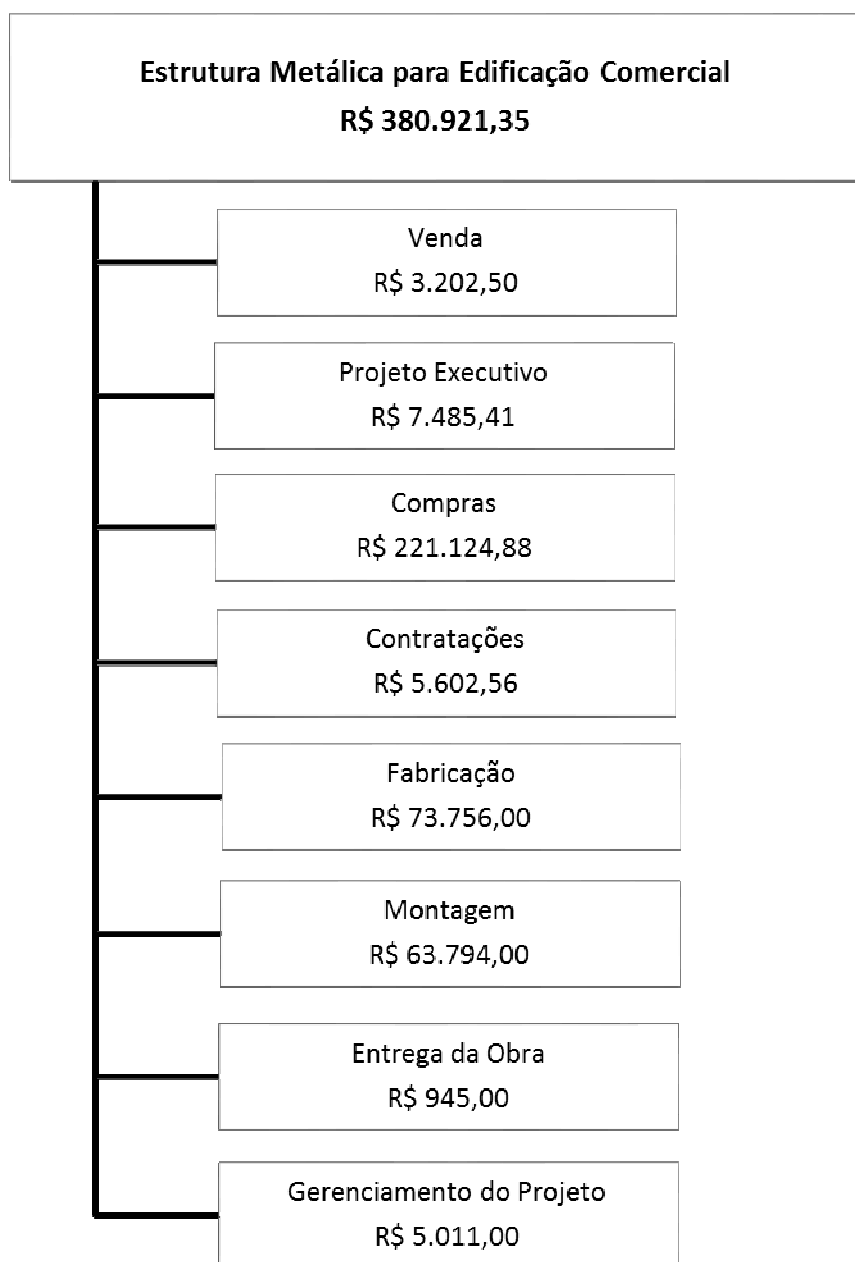 Estrutura Metálica para Edificação Comercial
R$ 380.921,35
Venda
R$ 3.202,50
Projeto Executivo
R$ 7.485,41
Compras
R$ 221.124,88
Contratações
R$ 5.602,56
Fabricação
R$ 73.756,00
Montagem
R$ 63.794,00
Entrega da Obra
R$ 945,00
Gerenciamento do Projeto
R$ 5.011,00